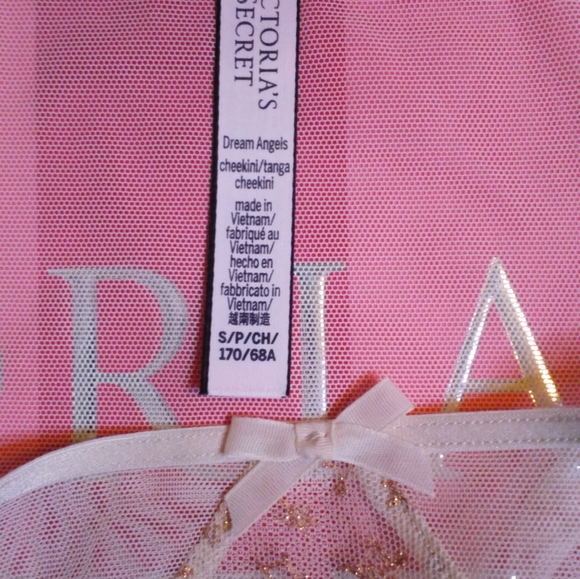 CTORIA'S
SECRET
Dream Angels
cheekini/tanga
cheekini
made in
Vietnam/
fabriqué au
Vietnam/
hecho en
Vietnam/
fabbricato in
Vietnam/
越南制造
S/P/CH/
170/68A
RIA